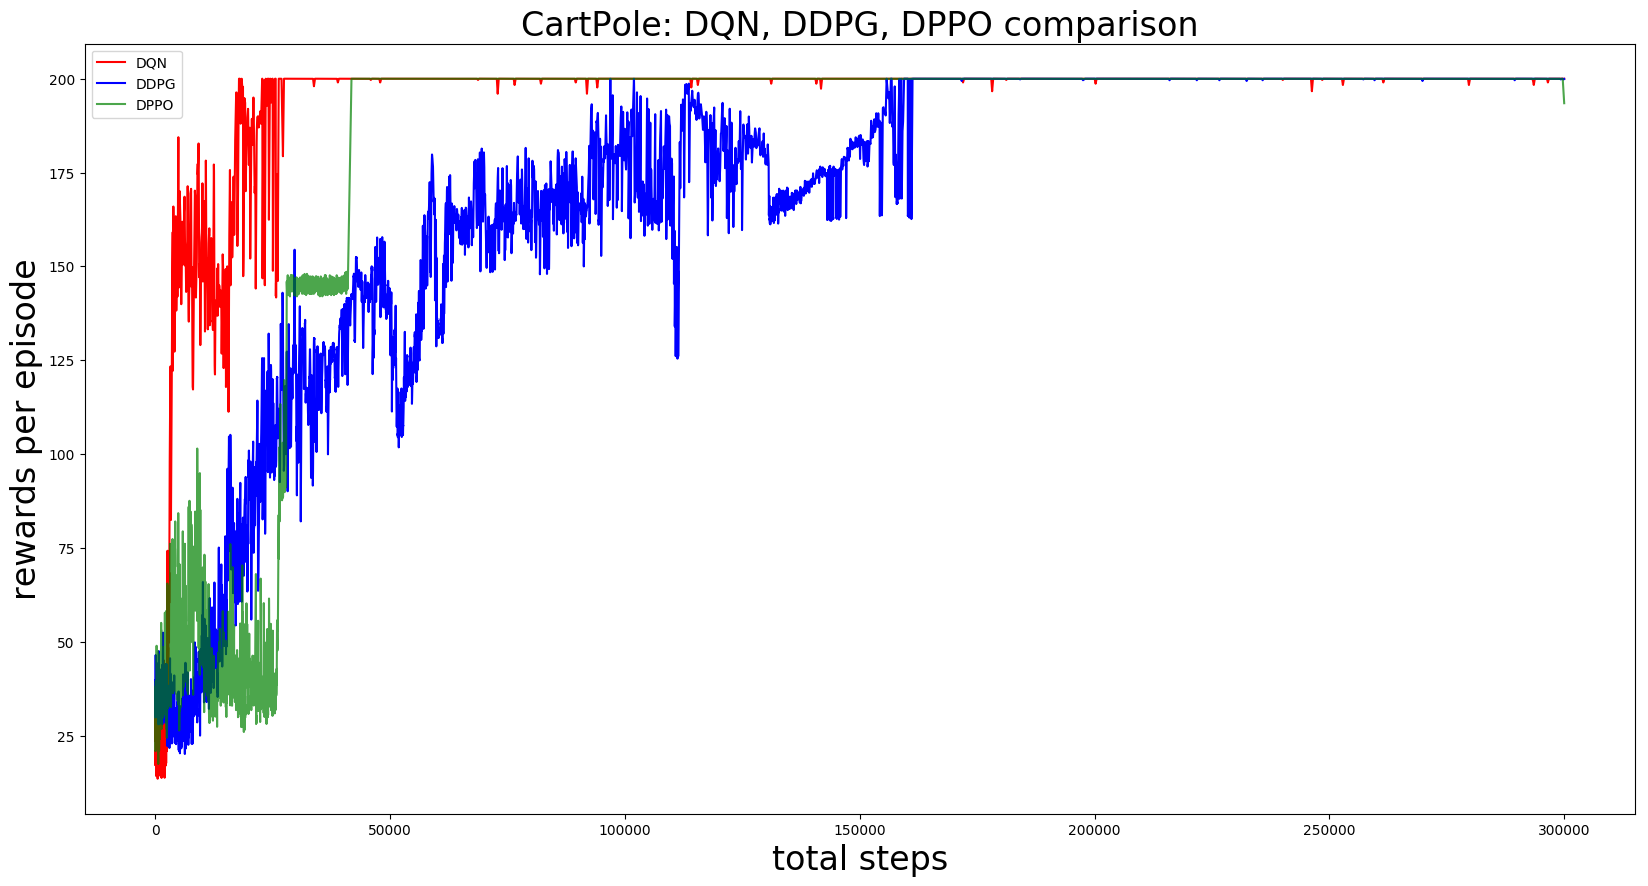 CartPole: DQN, DDPG, DPPO comparison
DQN
DDPG
DPPO
rewards per episode
200
175
150
125
100
75
50
25
0
50000
100000
150000
200000
250000
300000
total steps